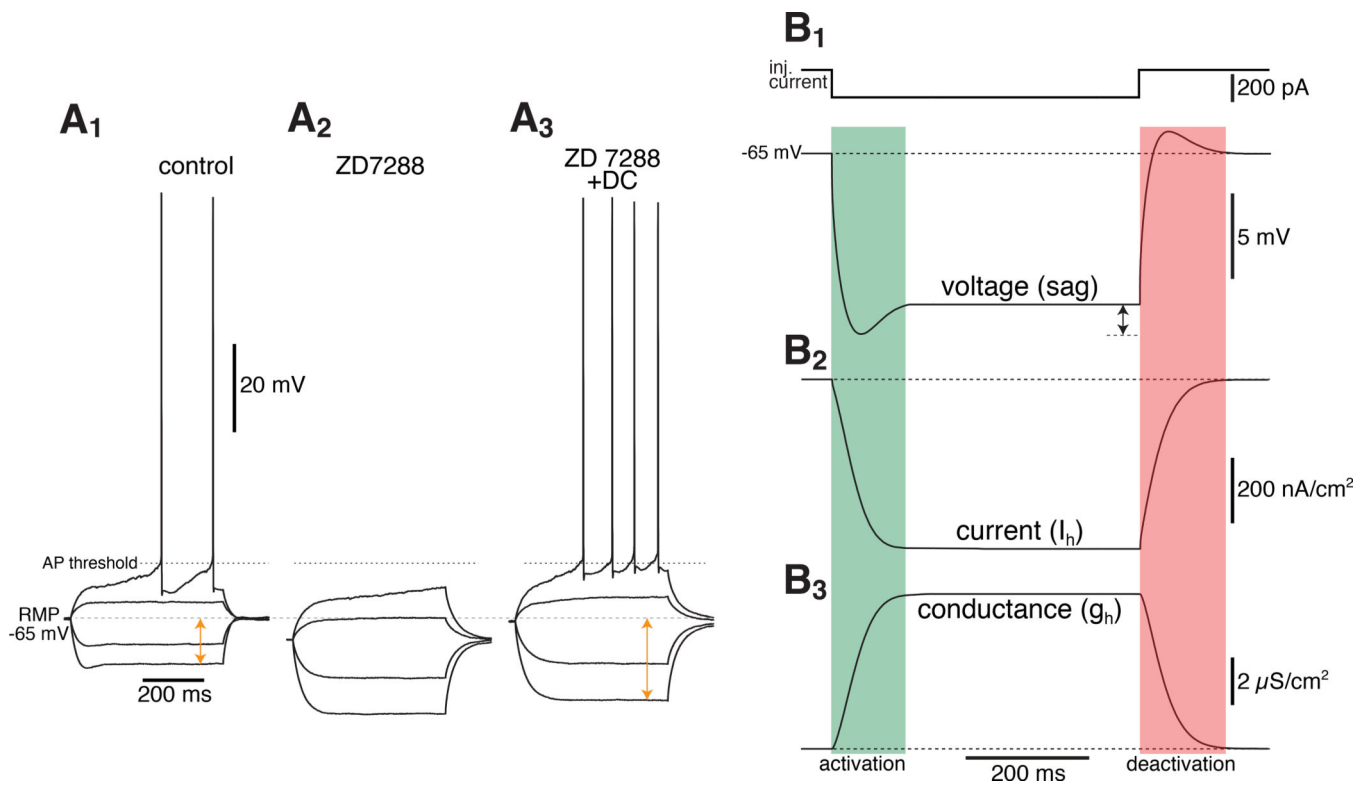 A1
control
20 mV
AP threshold
RMP
-65 mV
200 ms
A2
ZD7288
A3
ZD 7288
+DC
B1
inj.
current
200 pA
-65 mV
5 mV
voltage (sag)
B2
200 nA/cm²
current (Ih)
B3
conductance (gh)
2 µS/cm²
activation
200 ms
deactivation